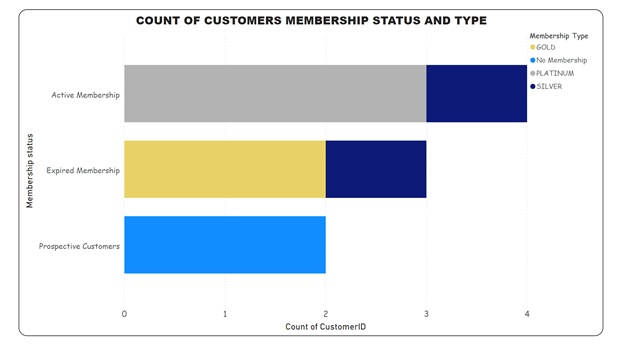 COUNT OF CUSTOMERS MEMBERSHIP STATUS AND TYPE
Membership Type
GOLD
No Membership
PLATINUM
SILVER
Membership status
Active Membership
Expired Membership
Prospective Customers
0 1 2 3 4
Count of CustomerID